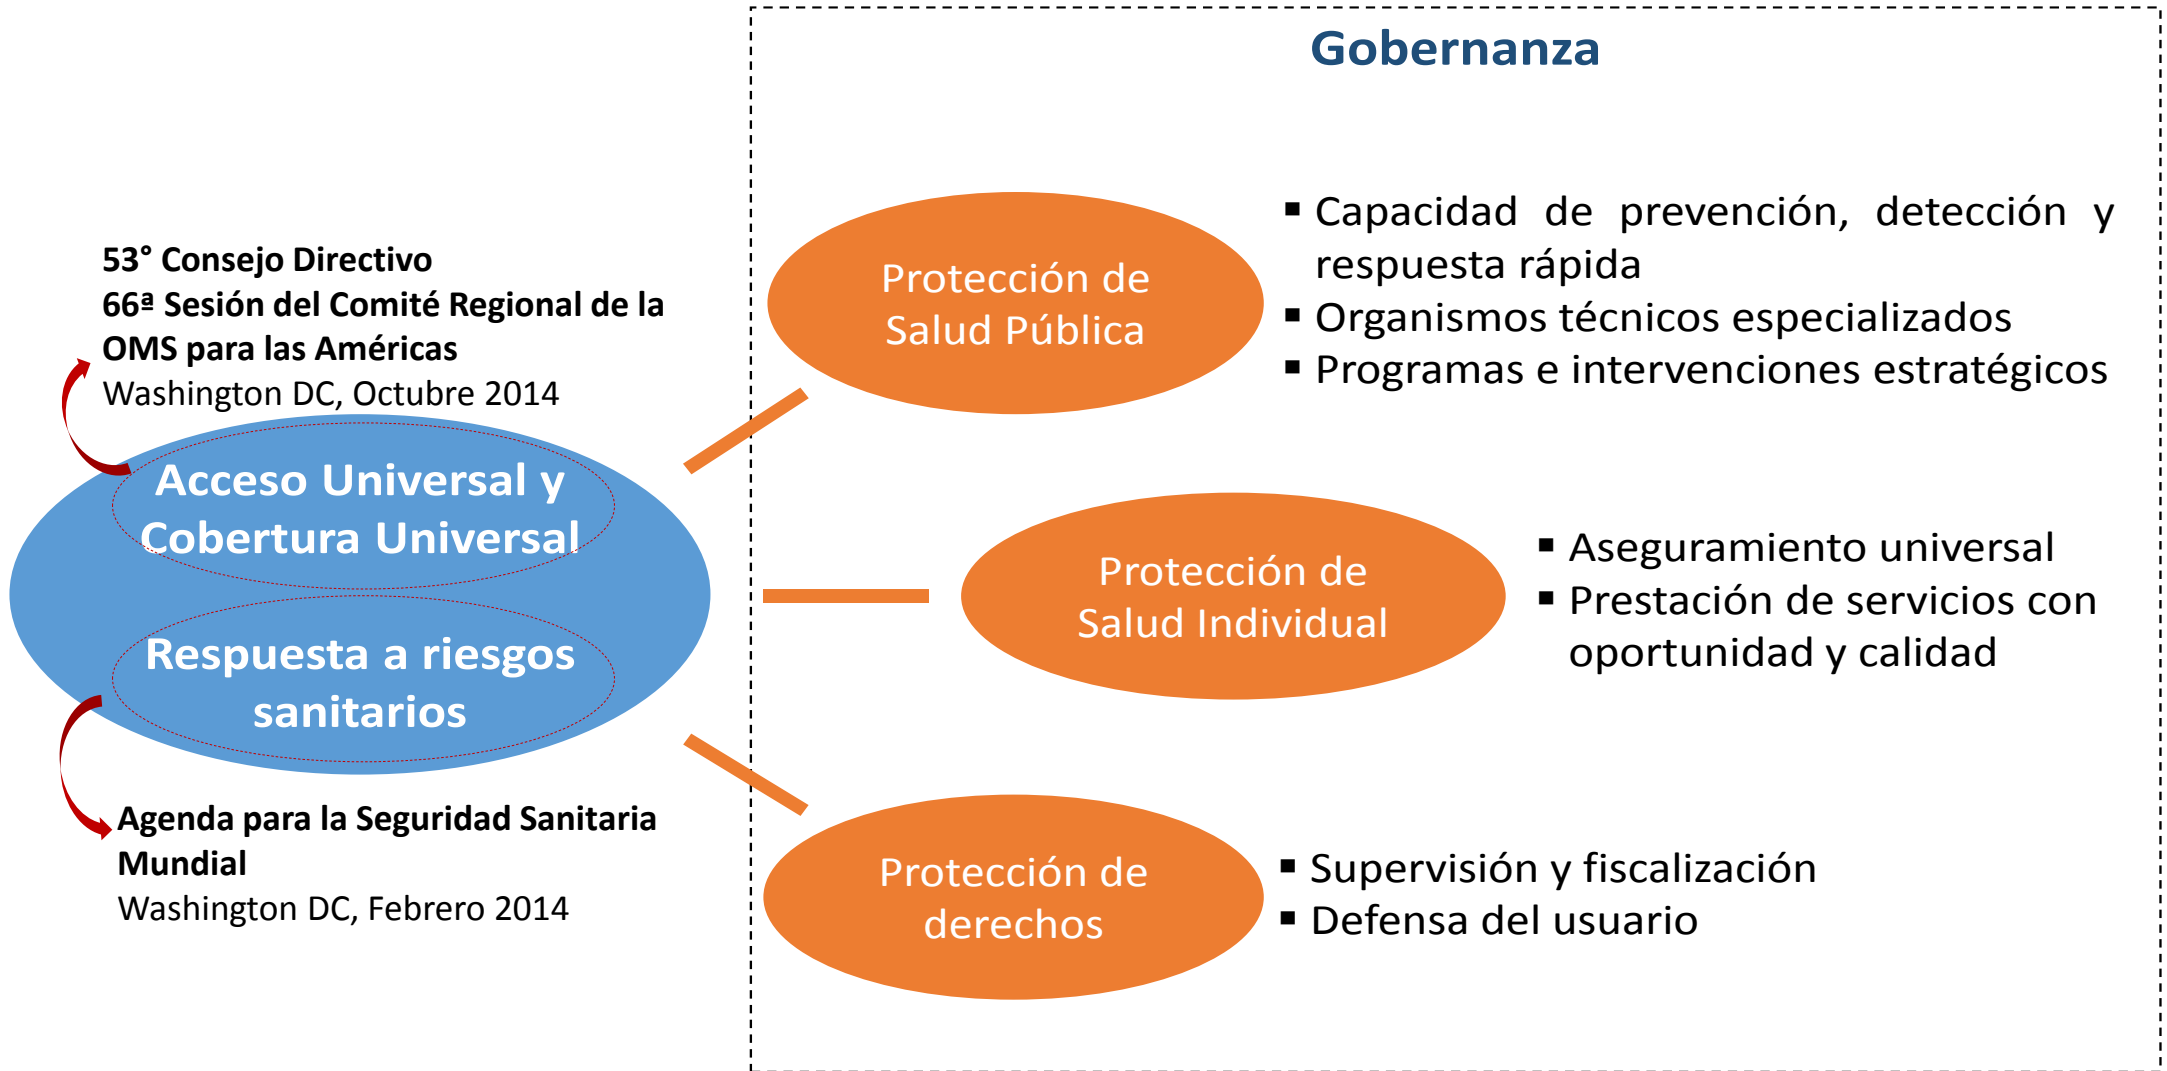 Gobernanza
53° Consejo Directivo
66ª Sesión del Comité Regional de la
OMS para las Américas
Washington DC, Octubre 2014
Acceso Universal y
Cobertura Universal
Respuesta a riesgos
sanitarios
Agenda para la Seguridad Sanitaria
Mundial
Washington DC, Febrero 2014
Protección de
Salud Pública
▪ Capacidad de prevención, detección y
respuesta rápida
▪ Organismos técnicos especializados
▪ Programas e intervenciones estratégicos
Protección de
Salud Individual
▪ Aseguramiento universal
▪ Prestación de servicios con
oportunidad y calidad
Protección de
derechos
▪ Supervisión y fiscalización
▪ Defensa del usuario